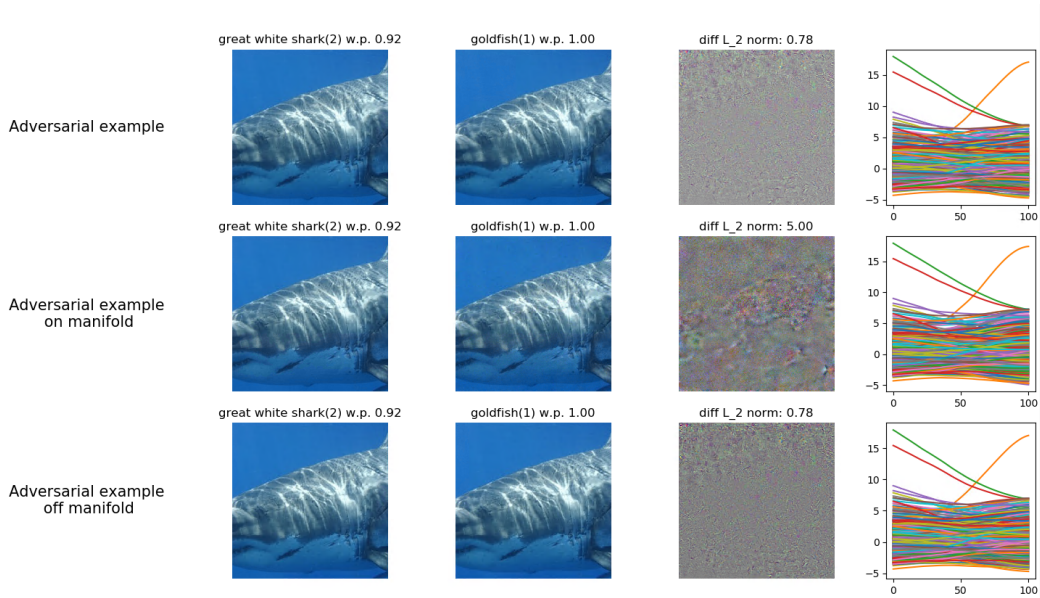 great white shark(2) w.p. 0.92
goldfish(1) w.p. 1.00
diff L_2 norm: 0.78
Adversarial example
15
10
5
0
−5
0
50
100
great white shark(2) w.p. 0.92
goldfish(1) w.p. 1.00
diff L_2 norm: 5.00
Adversarial example
on manifold
15
10
5
0
−5
0
50
100
great white shark(2) w.p. 0.92
goldfish(1) w.p. 1.00
diff L_2 norm: 0.78
Adversarial example
off manifold
15
10
5
0
−5
0
50
100